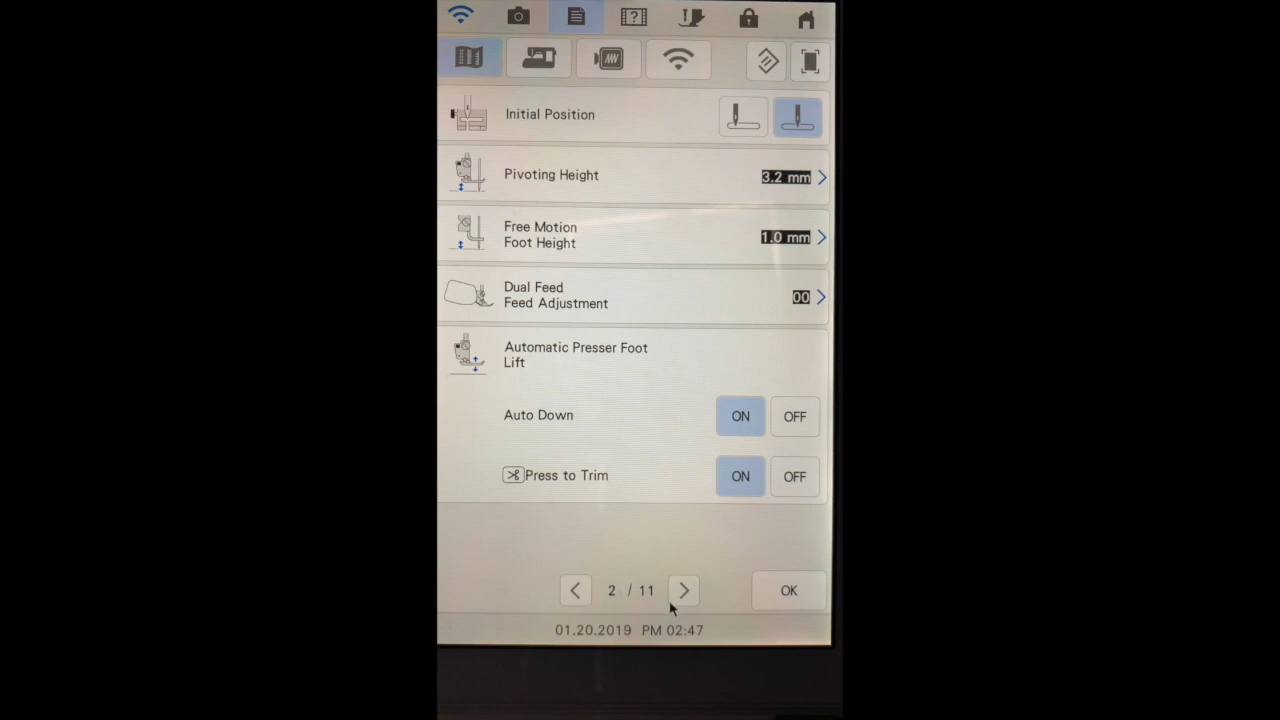 Initial Position
Pivoting Height
3.2 mm
Free Motion
Foot Height
1.0 mm
Dual Feed
Feed Adjustment
00
Automatic Presser Foot
Lift
Auto Down
ON
OFF
Press to Trim
ON
OFF
2 / 11
OK
01.20.2019 PM 02:47